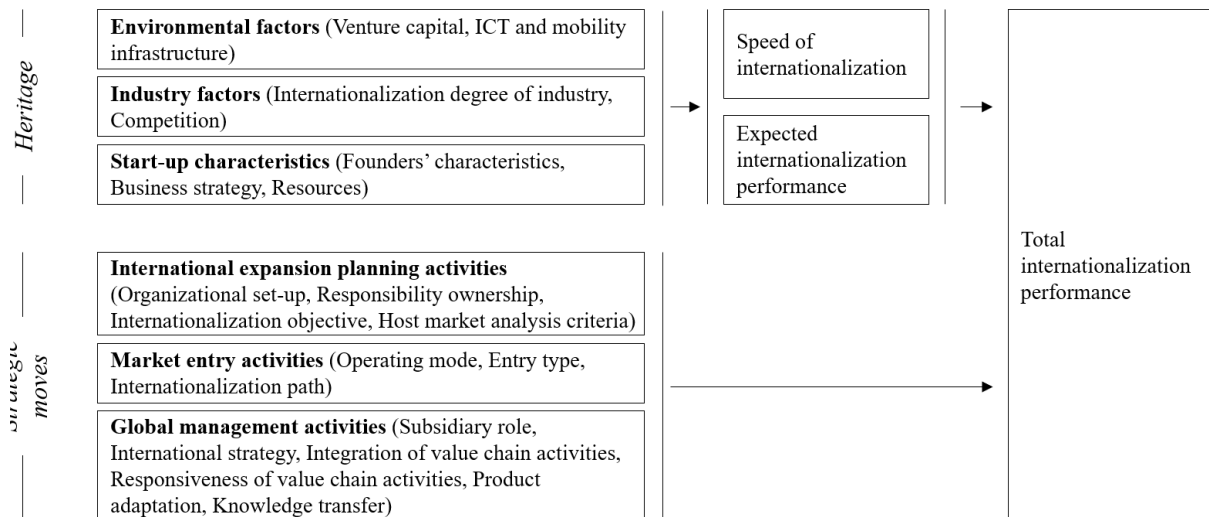 Heritage
Environmental factors (Venture capital, ICT and mobility
infrastructure)
Industry factors (Internationalization degree of industry,
Competition)
Start-up characteristics (Founders' characteristics,
Business strategy, Resources)
Speed of
internationalization
Expected
internationalization
performance
Total
internationalization
performance
moves
International expansion planning activities
(Organizational set-up, Responsibility ownership,
Internationalization objective, Host market analysis criteria)
Market entry activities (Operating mode, Entry type,
Internationalization path)
Global management activities (Subsidiary role,
International strategy, Integration of value chain activities,
Responsiveness of value chain activities, Product
adaptation, Knowledge transfer)